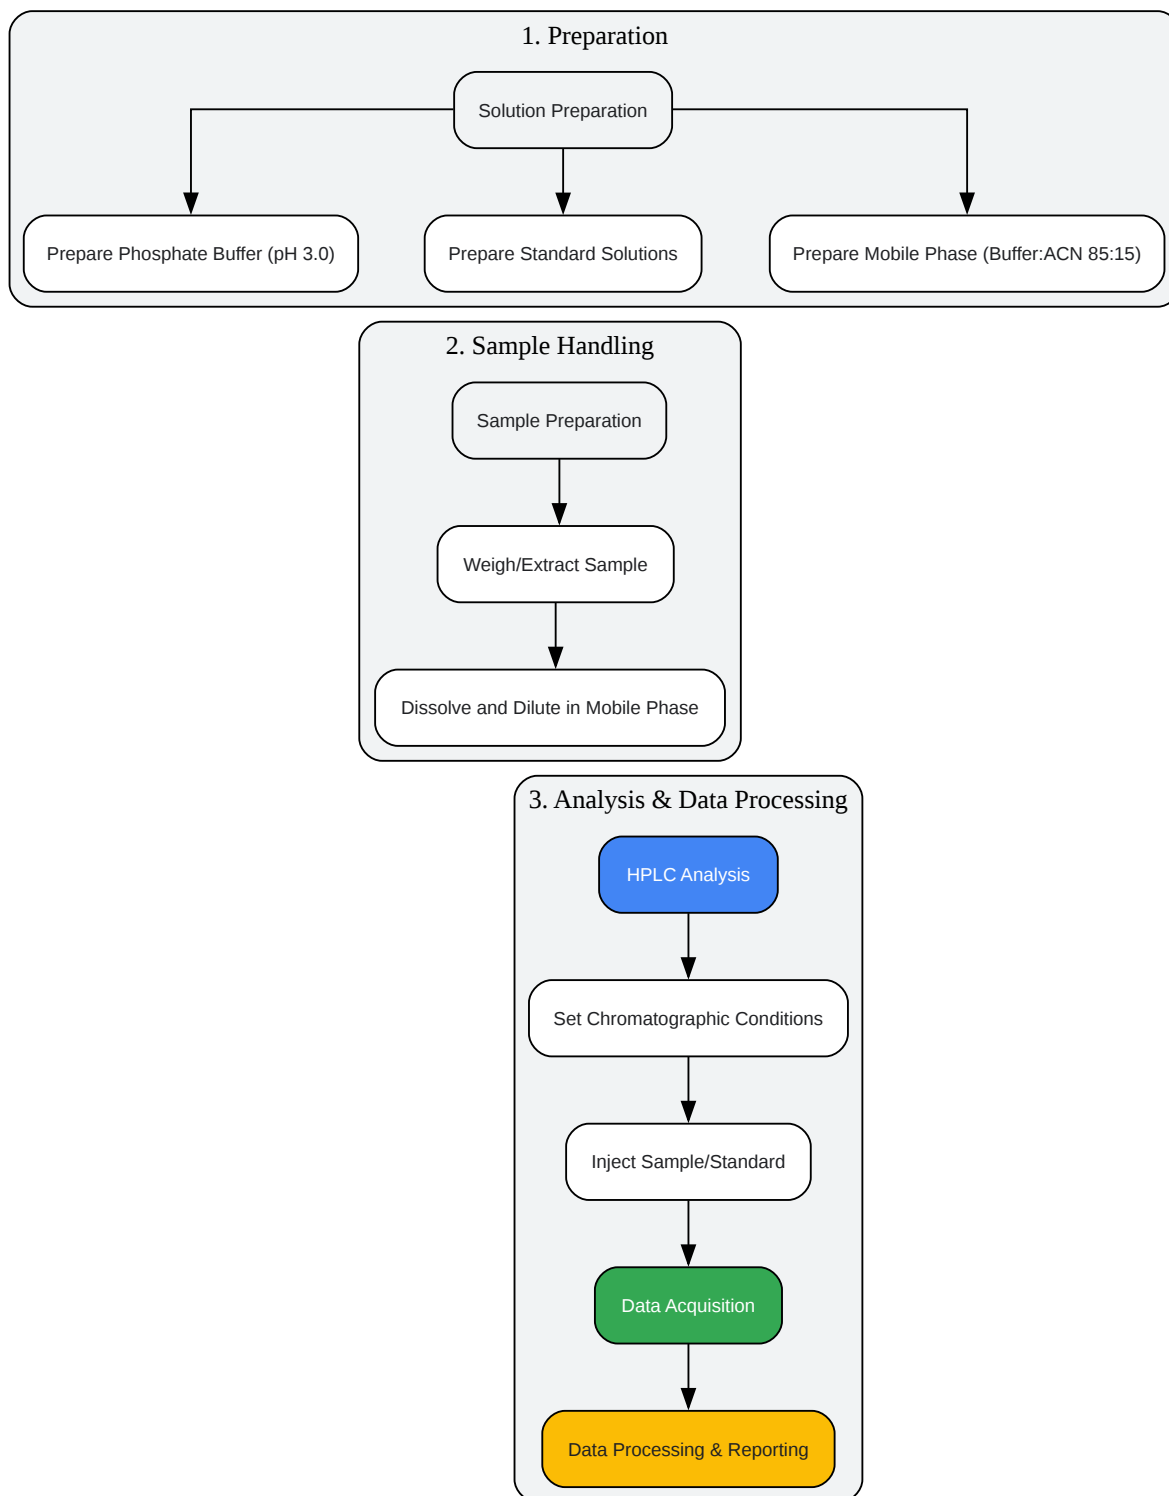 1. Preparation
Solution Preparation
Prepare Phosphate Buffer (pH 3.0)
Prepare Standard Solutions
Prepare Mobile Phase (Buffer:ACN 85:15)
2. Sample Handling
Sample Preparation
Weigh/Extract Sample
Dissolve and Dilute in Mobile Phase
3. Analysis & Data Processing
HPLC Analysis
Set Chromatographic Conditions
Inject Sample/Standard
Data Acquisition
Data Processing & Reporting